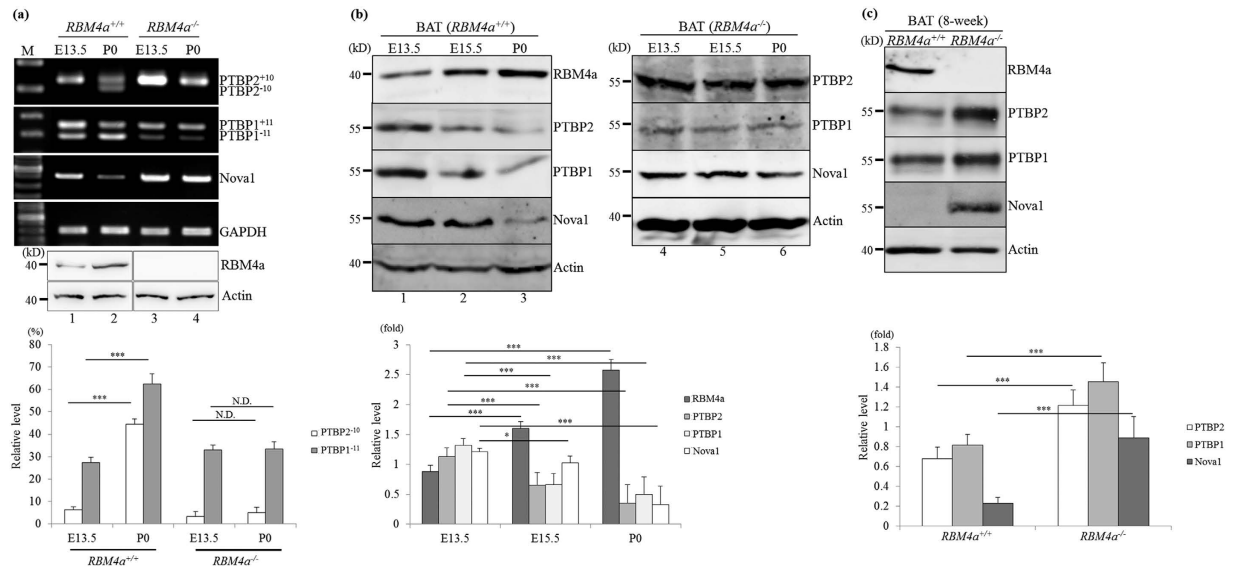 (a)
RBM4a+/+ RBM4a-/-
M E13.5 P0 E13.5 P0
PTBP2+10
PTBP2-10
PTBP1+11
PTBP1-11
Nova1
GAPDH
(kD)
40 RBM4a
40 Actin
1 2 3 4
(%)
Relative level
80
70
60
50
40
30
20
10
0
***
***
N.D.
N.D.
PTBP2-10
PTBP1-11
E13.5 P0 E13.5 P0
RBM4a+/+ RBM4a-/-
(b)
BAT (RBM4a+/+)
(kD) E13.5 E15.5 P0
40 RBM4a
55 PTBP2
55 PTBP1
55 Nova1
40 Actin
1 2 3
BAT (RBM4a-/-)
(kD) E13.5 E15.5 P0
55 PTBP2
55 PTBP1
55 Nova1
40 Actin
4 5 6
(fold)
Relative level
3
2.5
2
1.5
1
0.5
0
***
***
***
***
***
***
*
***
RBM4a
PTBP2
PTBP1
Nova1
E13.5 E15.5 P0
(c)
BAT (8-week)
(kD) RBM4a+/+ RBM4a-/-
40 RBM4a
55 PTBP2
55 PTBP1
55 Nova1
40 Actin
(fold)
Relative level
1.8
1.6
1.4
1.2
1
0.8
0.6
0.4
0.2
0
***
***
***
PTBP2
PTBP1
Nova1
RBM4a+/+ RBM4a-/-